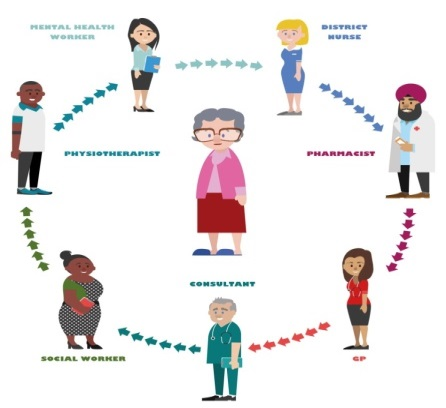 MENTAL HEALTH
WORKER
DISTRICT
NURSE
PHYSIOTHERAPIST
PHARMACIST
CONSULTANT
SOCIAL WORKER
GP